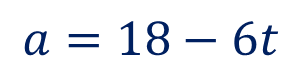 a = 18 − 6t